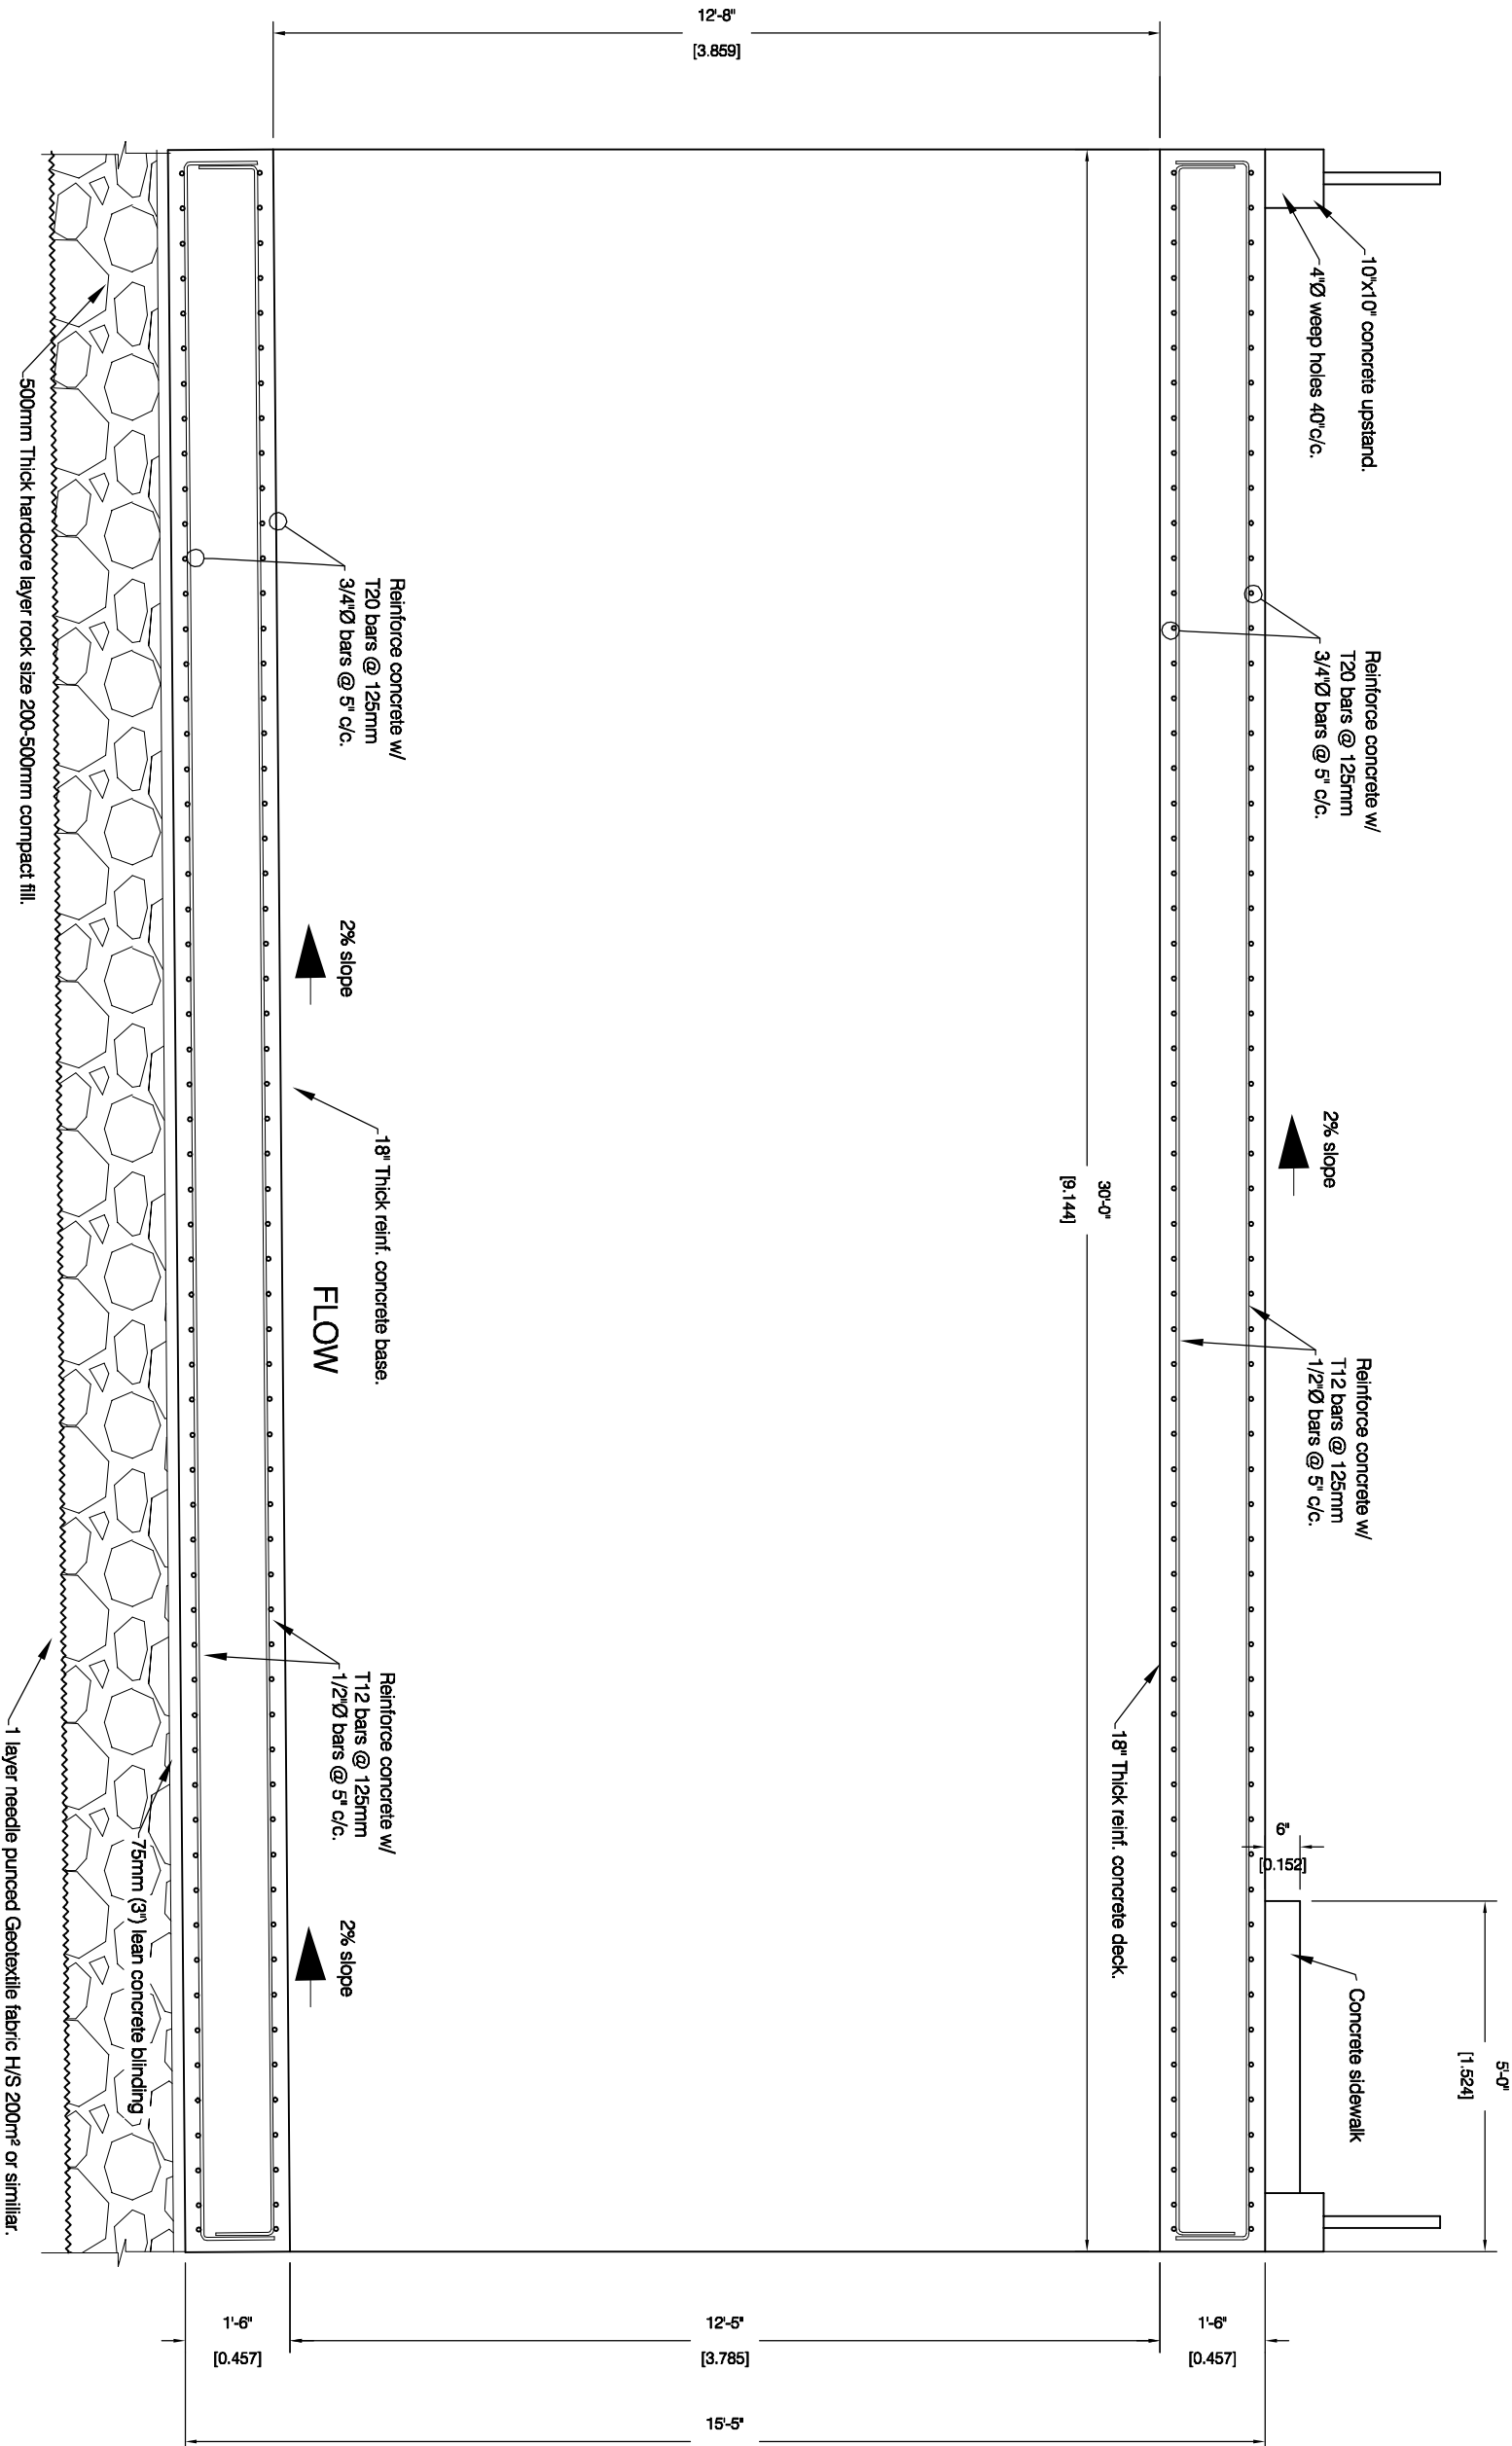 10"x10" concrete upstand.
4"Ø weep holes 40"c/c.
Reinforce concrete w/
T20 bars @ 125mm
3/4"Ø bars @ 5" c/c.
2% slope
Reinforce concrete w/
T12 bars @ 125mm
1/2"Ø bars @ 5" c/c.
6"
[0.152]
Concrete sidewalk
5'-0"
[1.524]
12'-8"
[3.859]
30'-0"
[9.144]
18" Thick reinf. concrete deck.
1'-6"
[0.457]
12'-5"
[3.785]
1'-6"
[0.457]
15'-5"
Reinforce concrete w/
T20 bars @ 125mm
3/4"Ø bars @ 5" c/c.
2% slope
18" Thick reinf. concrete base.
FLOW
Reinforce concrete w/
T12 bars @ 125mm
1/2"Ø bars @ 5" c/c.
2% slope
75mm (3") lean concrete blinding
500mm Thick hardcore layer rock size 200-500mm compact fill.
1 layer needle punced Geotextile fabric H/S 200m² or similiar.